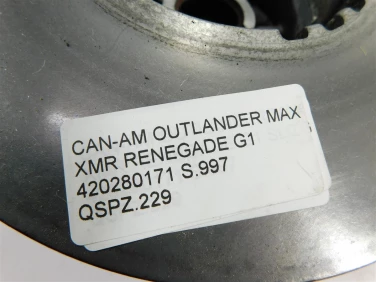 CAN-AM OUTLANDER MAX
XMR RENEGADE G1
420280171 S.997
QSPZ.229